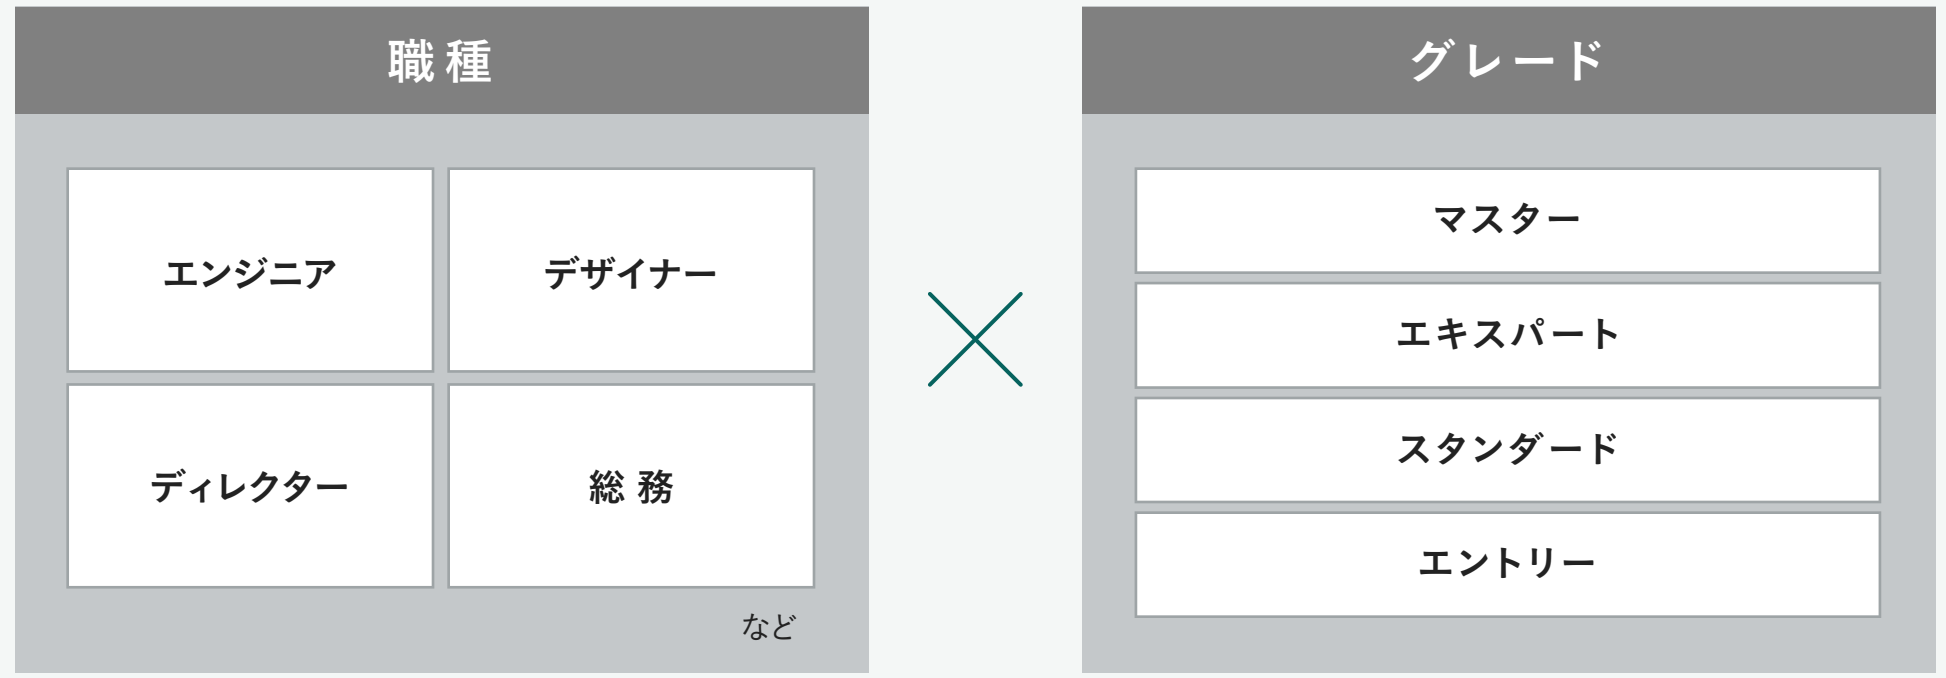 職種
エンジニア
デザイナー
ディレクター
総務
など
グレード
マスター
エキスパート
スタンダード
エントリー